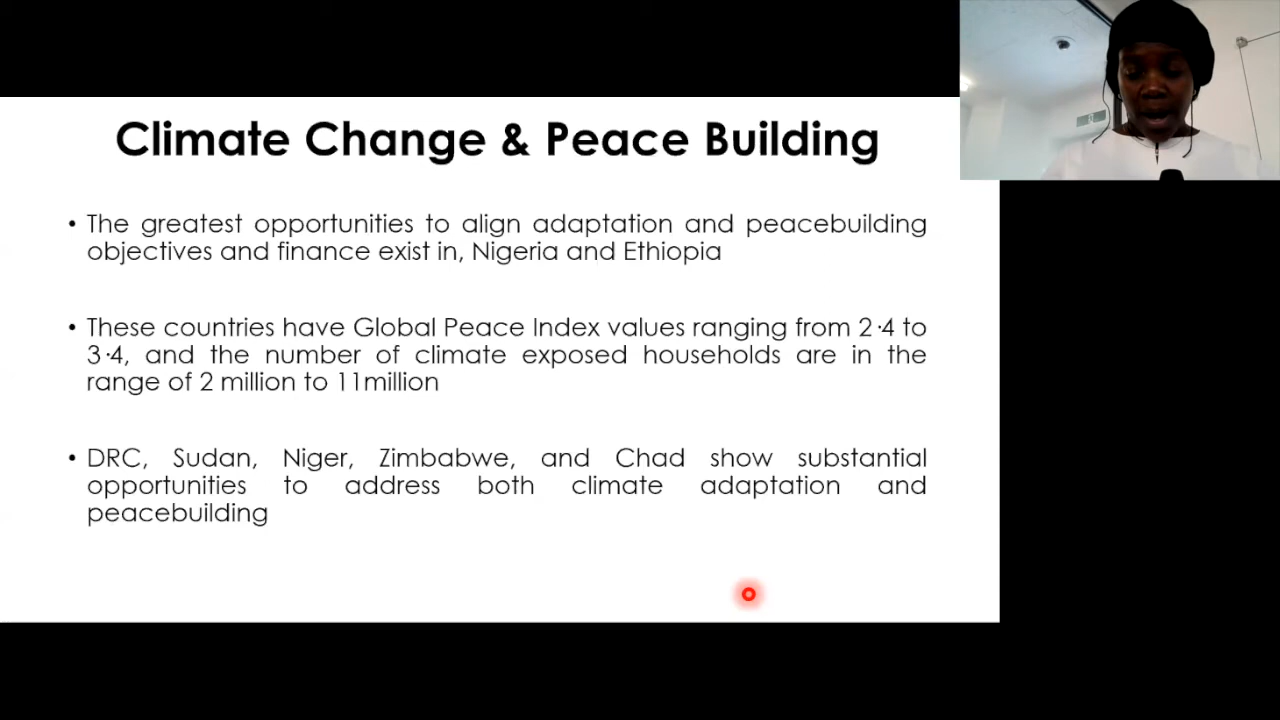 Climate Change & Peace Building
• The greatest opportunities to align adaptation and peacebuilding
objectives and finance exist in, Nigeria and Ethiopia
• These countries have Global Peace Index values ranging from 2·4 to
3·4, and the number of climate exposed households are in the
range of 2 million to 11million
• DRC, Sudan, Niger, Zimbabwe, and Chad show substantial
opportunities to address both climate adaptation and
peacebuilding